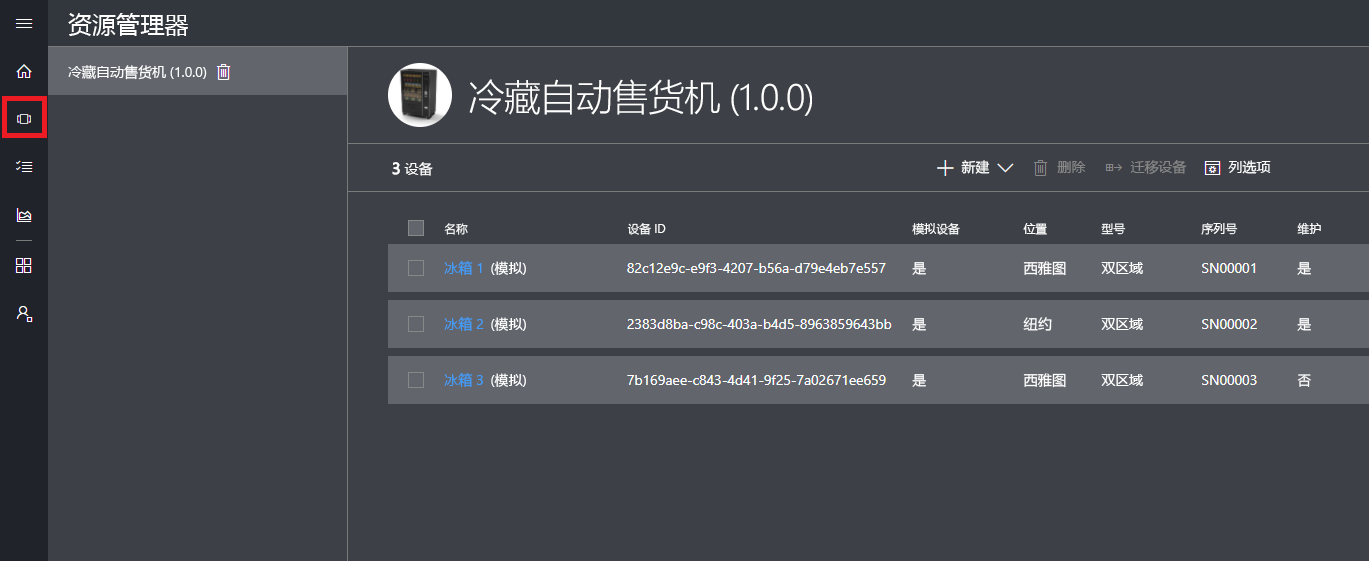 资源管理器
冷藏自动售货机 (1.0.0)
冷藏自动售货机 (1.0.0)
3 设备 新建 删除 迁移设备 列选项
名称 设备 ID 模拟设备 位置 型号 序列号 维护
冰箱 1 (模拟) 82c12e9c-e9f3-4207-b56a-d79e4eb7e557 是 西雅图 双区域 SN00001 是
冰箱 2 (模拟) 2383d8ba-c98c-403a-b4d5-8963859643bb 是 纽约 双区域 SN00002 是
冰箱 3 (模拟) 7b169aee-c843-4d41-9f25-7a02671ee659 是 西雅图 双区域 SN00003 否